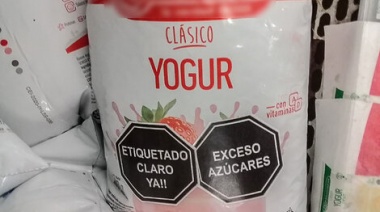 CLÁSICO
YOGUR
con
vitaminas
ETIQUETADO
CLARO
YA!!
EXCESO
AZÚCARES